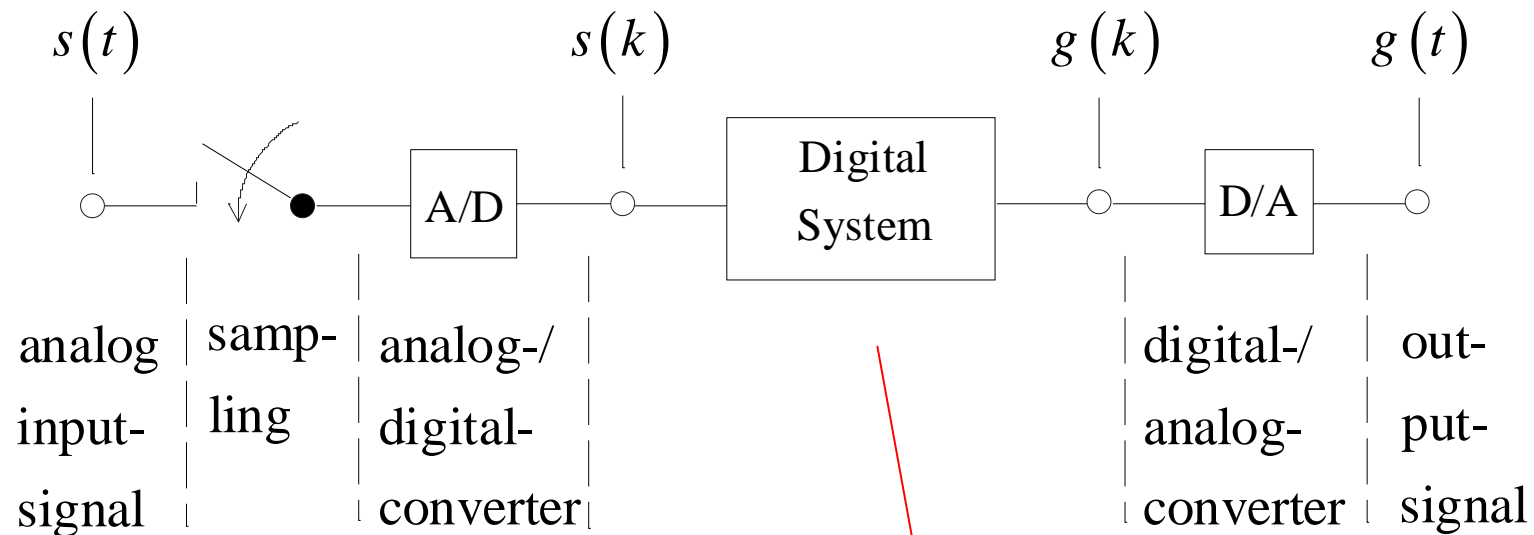 s(t)
s(k)
g(k)
g(t)
A/D
Digital
System
D/A
analog
input-
signal
samp-
ling
analog-/
digital-
converter
digital-/
analog-
converter
out-
put-
signal